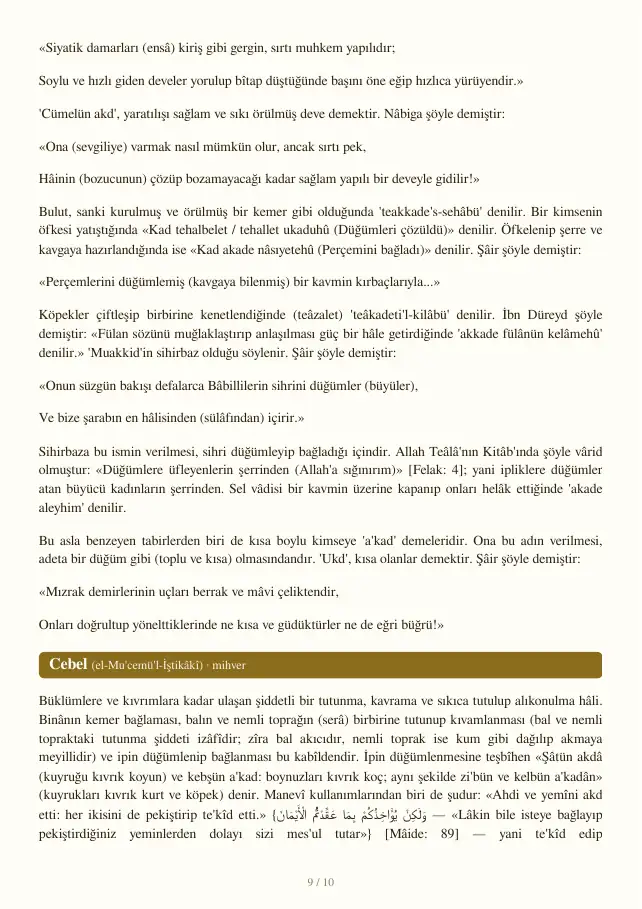 «Siyatik damarları (ensâ) kiriş gibi gergin, sırtı muhkem yapılıdır;
Soylu ve hızlı giden develer yorulup bîtap düştüğünde başını öne eğip hızlıca yürüyendir.»
'Cümelün akd', yaratılışı sağlam ve sıkı örülmüş deve demektir. Nâbiga şöyle demiştir:
«Ona (sevgiliye) varmak nasıl mümkün olur, ancak sırtı pek,
Hâinin (bozucunun) çözüp bozamayacağı kadar sağlam yapılı bir deveyle gidilir!»
Bulut, sanki kurulmuş ve örülmüş bir kemer gibi olduğunda 'teakkade's-sehâbü' denilir. Bir kimsenin
öfkesi yatıştığında «Kad tehalbelet / tehallet ukaduhû (Düğümleri çözüldü)» denilir. Öfkelenip şerre ve
kavgaya hazırlandığında ise «Kad akade nâsıyetehû (Perçemini bağladı)» denilir. Şâir şöyle demiştir:
«Perçemlerini düğümlemiş (kavgaya bilenmiş) bir kavmin kırbaçlarıyla...»
Köpekler çiftleşip birbirine kenetlendiğinde (teâzalet) 'teâkadeti'l-kilâbü' denilir. İbn Düreyd şöyle
demiştir: «Fülan sözünü muğlaklaştırıp anlaşılması güç bir hâle getirdiğinde 'akkade fülânün kelâmehû'
denilir.» 'Muakkid'in sihirbaz olduğu söylenir. Şâir şöyle demiştir:
«Onun süzgün bakışı defalarca Bâbillilerin sihrini düğümler (büyüler),
Ve bize şarabın en hâlisinden (sülâfından) içirir.»
Sihirbaza bu ismin verilmesi, sihri düğümleyip bağladığı içindir. Allah Teâlâ'nın Kitâb'ında şöyle vârid
olmuştur: «Düğümlere üfleyenlerin şerrinden (Allah'a sığınırım)» [Felak: 4]; yani ipliklere düğümler
atan büyücü kadınların şerrinden. Sel vâdisi bir kavmin üzerine kapanıp onları helâk ettiğinde 'akade
aleyhim' denilir.
Bu asla benzeyen tabirlerden biri de kısa boylu kimseye 'a'kad' demeleridir. Ona bu adın verilmesi,
adeta bir düğüm gibi (toplu ve kısa) olmasındandır. 'Ukd', kısa olanlar demektir. Şâir şöyle demiştir:
«Mızrak demirlerinin uçları berrak ve mâvi çeliktendir,
Onları doğrultup yönelttiklerinde ne kısa ve güdüktürler ne de eğri büğrü!»
Cebel (el-Mu'cemü'l-İştikâkî) · mihver
Büklümlere ve kıvrımlara kadar ulaşan şiddetli bir tutunma, kavrama ve sıkıca tutulup alıkonulma hâli.
Binânın kemer bağlaması, balın ve nemli toprağın (serâ) birbirine tutunup kıvamlanması (bal ve nemli
topraktaki tutunma şiddeti izâfîdir; zîra bal akıcıdır, nemli toprak ise kum gibi dağılıp akmaya
meyillidir) ve ipin düğümlenip bağlanması bu kabîldendir. İpin düğümlenmesine teşbîhen «Şâtün akdâ
(kuyruğu kıvrık koyun) ve kebşün a'kad: boynuzları kıvrık koç; aynı şekilde zi'bün ve kelbün a'kadân»
(kuyrukları kıvrık kurt ve köpek) denir. Manevî kullanımlarından biri de şudur: «Ahdi ve yemîni akd
etti: her ikisini de pekiştirip te'kîd etti.» {وَلَٰكِنْ يُؤَاخِذُكُمْ بِمَا عَقَّدْتُمُ الْأَيْمَان — «Lâkin bile isteye bağlayıp
pekiştirdiğiniz yeminlerden dolayı sizi mes'ul tutar»} [Mâide: 89] — yani te'kîd edip
9 / 10